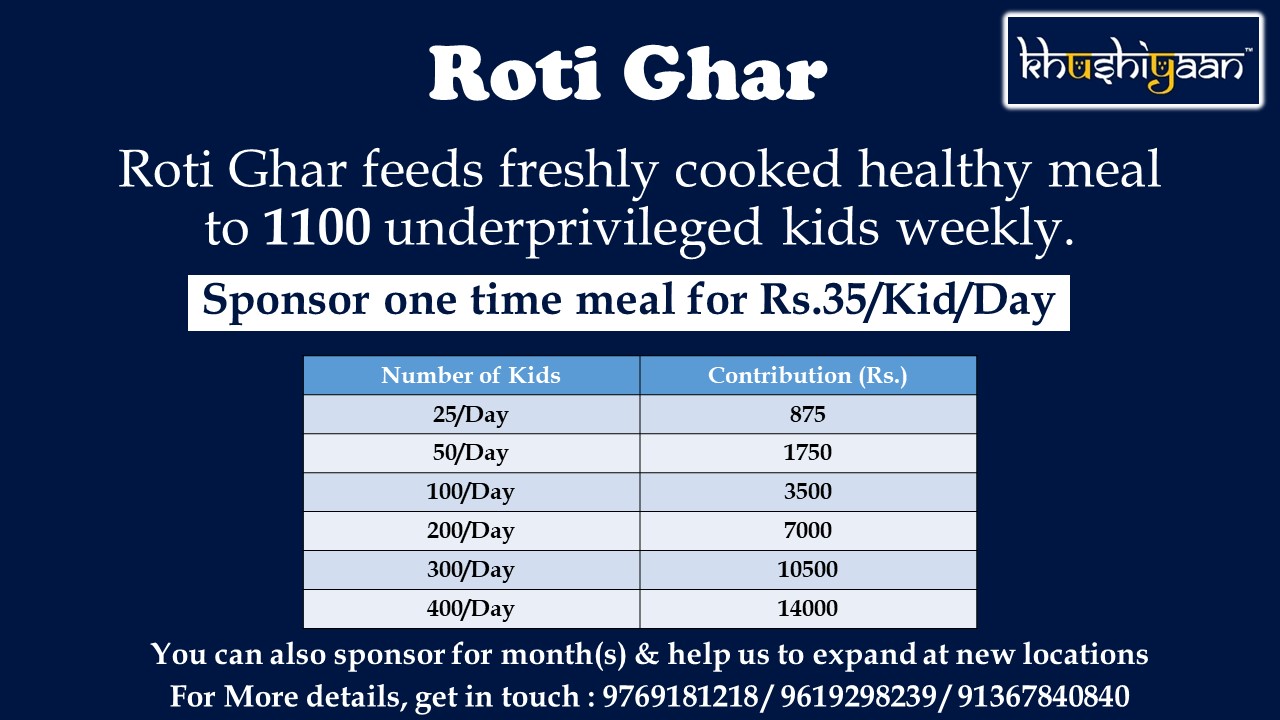 Roti Ghar
khushiyaan™
Roti Ghar feeds freshly cooked healthy meal
to 1100 underprivileged kids weekly.
Sponsor one time meal for Rs.35/Kid/Day
Number of Kids Contribution (Rs.)
25/Day 875
50/Day 1750
100/Day 3500
200/Day 7000
300/Day 10500
400/Day 14000
You can also sponsor for month(s) & help us to expand at new locations
For More details, get in touch : 9769181218 / 9619298239 / 91367840840